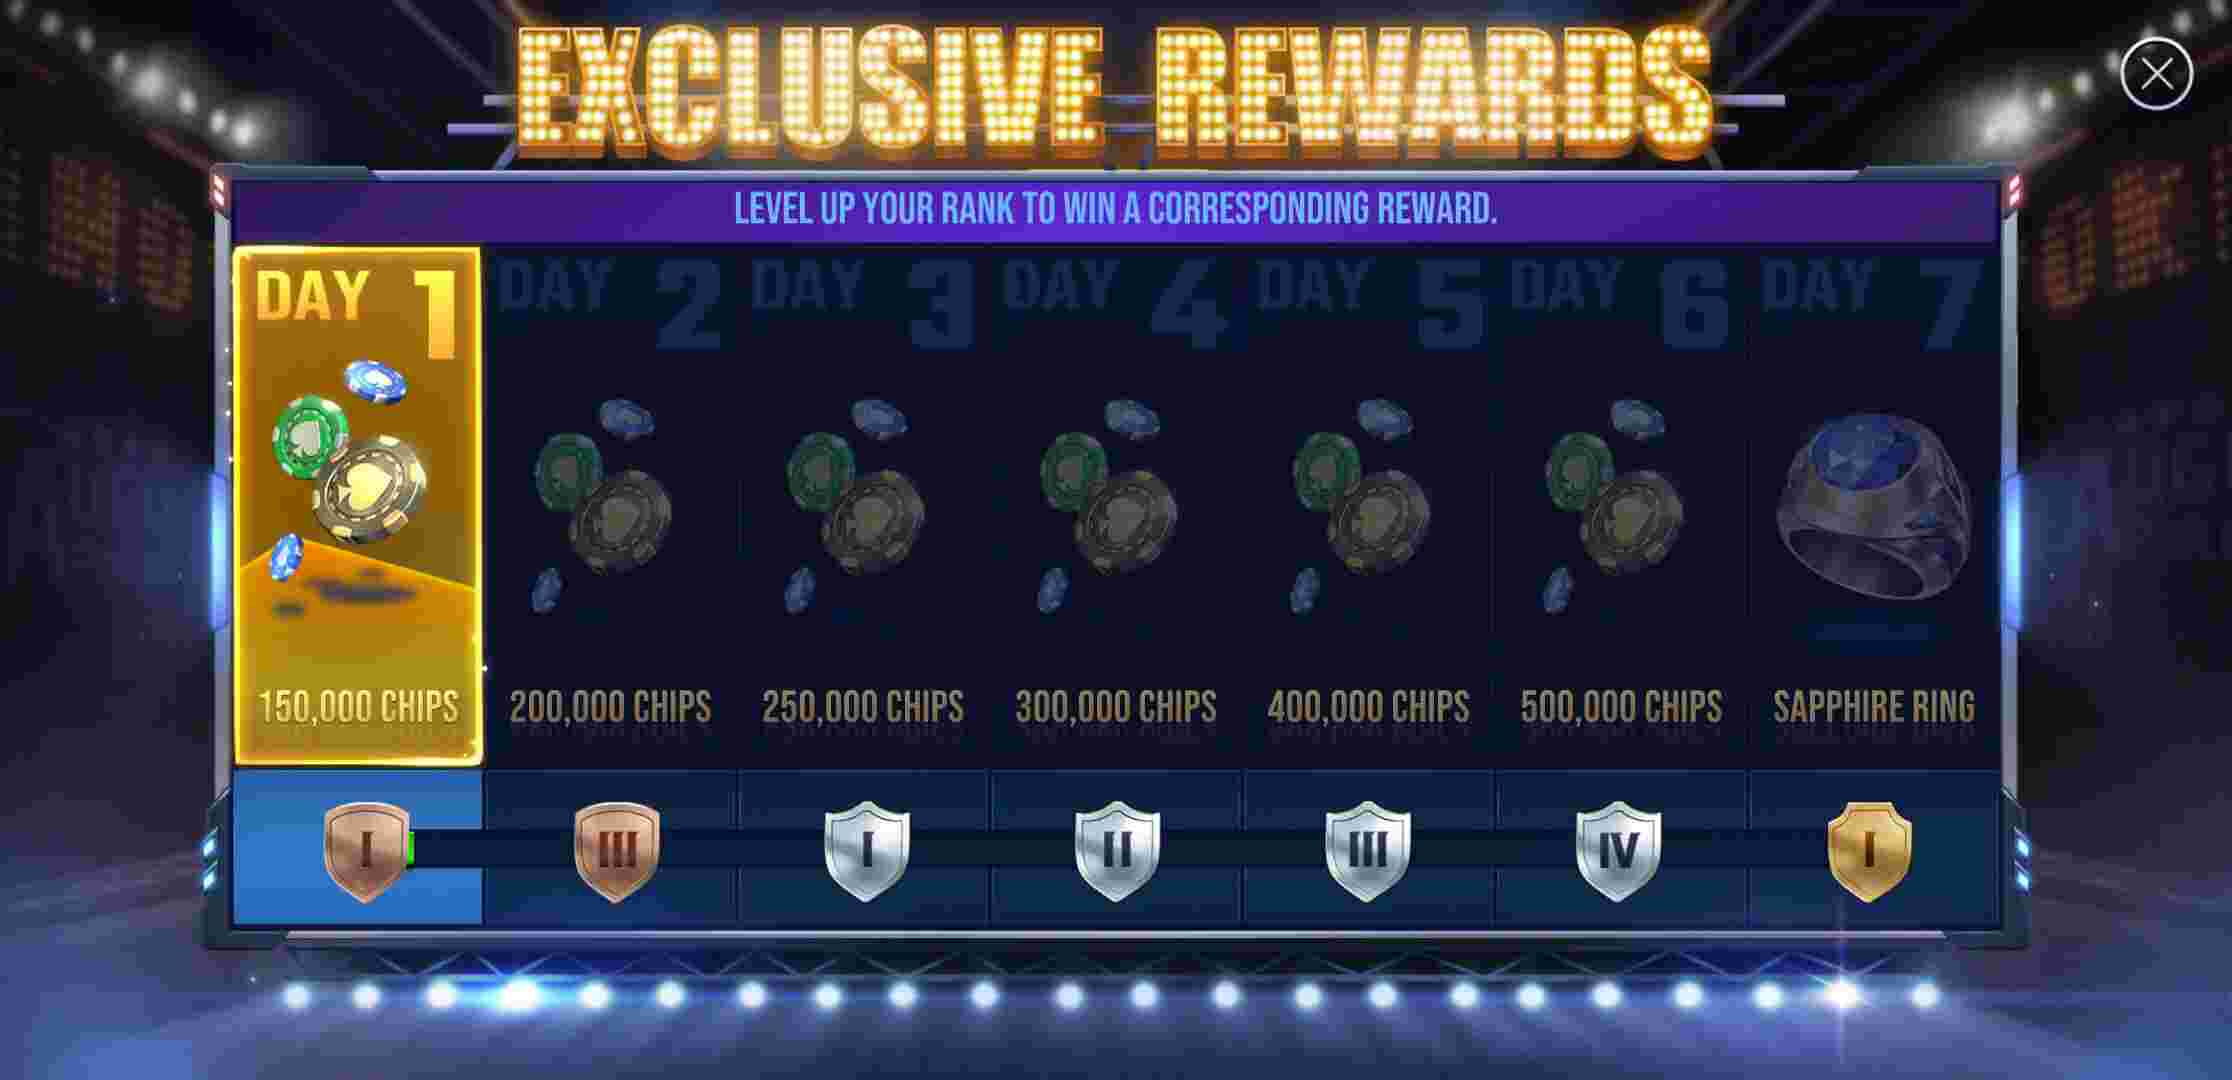 EXCLUSIVE REWARDS
LEVEL UP YOUR RANK TO WIN A CORRESPONDING REWARD.
DAY 1
DAY 2
DAY 3
DAY 4
DAY 5
DAY 6
DAY 7
150,000 CHIPS
200,000 CHIPS
250,000 CHIPS
300,000 CHIPS
400,000 CHIPS
500,000 CHIPS
SAPPHIRE RING
I
III
I
II
III
IV
I